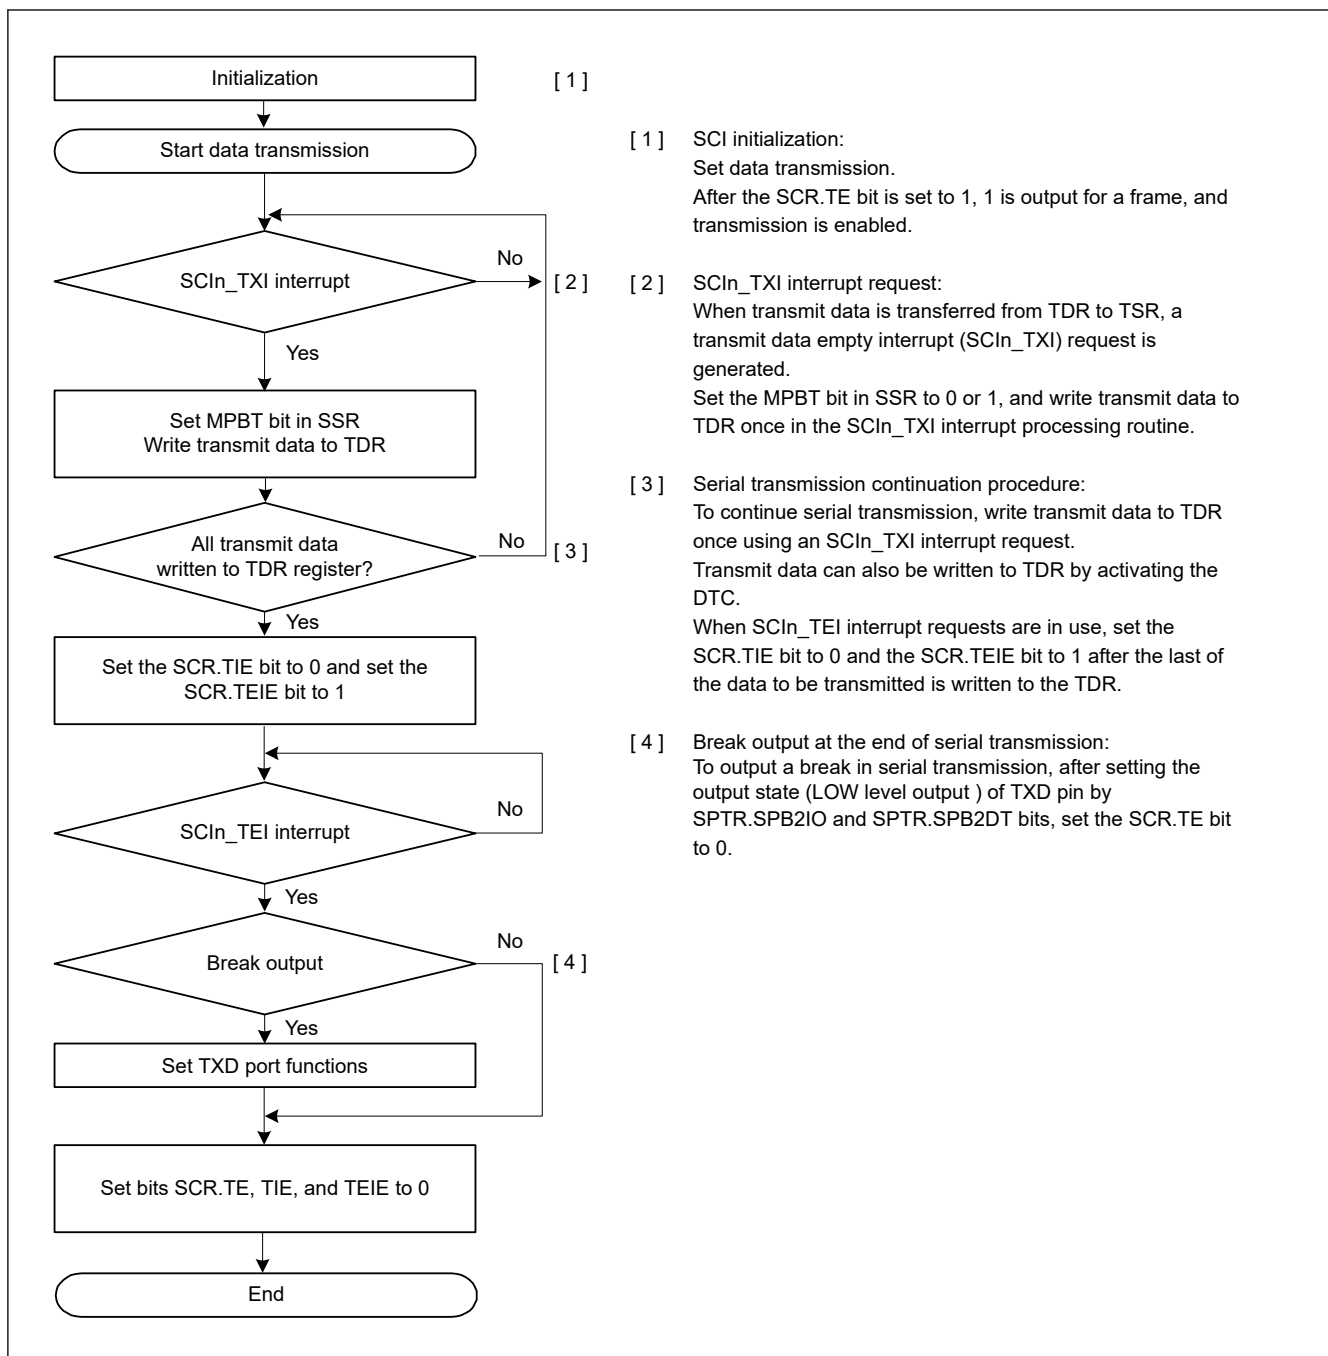 Initialization
[ 1 ]
Start data transmission
SCIn_TXI interrupt
No
[ 2 ]
Yes
Set MPBT bit in SSR
Write transmit data to TDR
All transmit data
written to TDR register?
No
[ 3 ]
Yes
Set the SCR.TIE bit to 0 and set the
SCR.TEIE bit to 1
SCIn_TEI interrupt
No
Yes
Break output
No
[ 4 ]
Yes
Set TXD port functions
Set bits SCR.TE, TIE, and TEIE to 0
End
[ 1 ] SCI initialization:
Set data transmission.
After the SCR.TE bit is set to 1, 1 is output for a frame, and
transmission is enabled.
[ 2 ] SCIn_TXI interrupt request:
When transmit data is transferred from TDR to TSR, a
transmit data empty interrupt (SCIn_TXI) request is
generated.
Set the MPBT bit in SSR to 0 or 1, and write transmit data to
TDR once in the SCIn_TXI interrupt processing routine.
[ 3 ] Serial transmission continuation procedure:
To continue serial transmission, write transmit data to TDR
once using an SCIn_TXI interrupt request.
Transmit data can also be written to TDR by activating the
DTC.
When SCIn_TEI interrupt requests are in use, set the
SCR.TIE bit to 0 and the SCR.TEIE bit to 1 after the last of
the data to be transmitted is written to the TDR.
[ 4 ] Break output at the end of serial transmission:
To output a break in serial transmission, after setting the
output state (LOW level output ) of TXD pin by
SPTR.SPB2IO and SPTR.SPB2DT bits, set the SCR.TE bit
to 0.